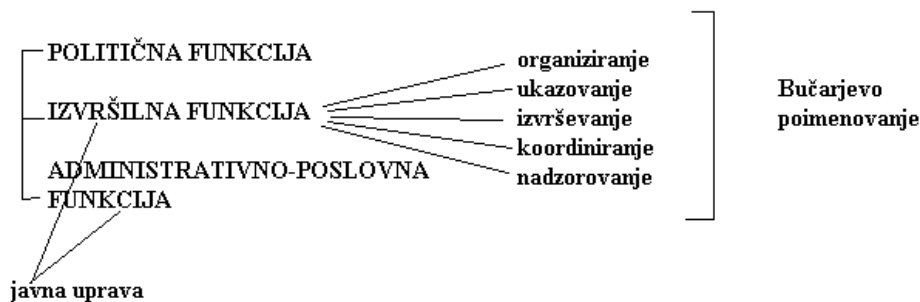 POLITIČNA FUNKCIJA
IZVRŠILNA FUNKCIJA
ADMINISTRATIVNO-POSLOVNA
FUNKCIJA
javna uprava
organiziranje
ukazovanje
izvrševanje
koordiniranje
nadzorovanje
Bučarjevo
poimenovanje